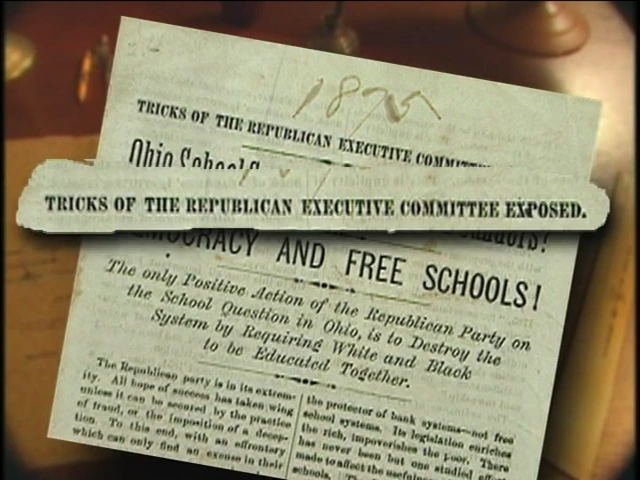 1875
TRICKS OF THE REPUBLICAN EXECUTIVE
Ohio Schools
TRICKS OF THE REPUBLICAN EXECUTIVE COMMITTEE EXPOSED.
AND FREE SCHOOLS!
The only Positive Action of the Republican Party on
the School Question in Ohio, is to Destroy the
System by Requiring White and Black
to be Educated Together.
The Republican party is in its extrem-
ity. All hope of success has taken wing
unless it can be secured by the practice
of fraud, or the imposition of a decep-
tion. To this end, with an effrontery
which can only find an excuse in their
the protector of bank systems—not free
school systems. Its legislation enriches
the rich, impoverishes the poor. There
has never been but one studied
made to affect the
schools.